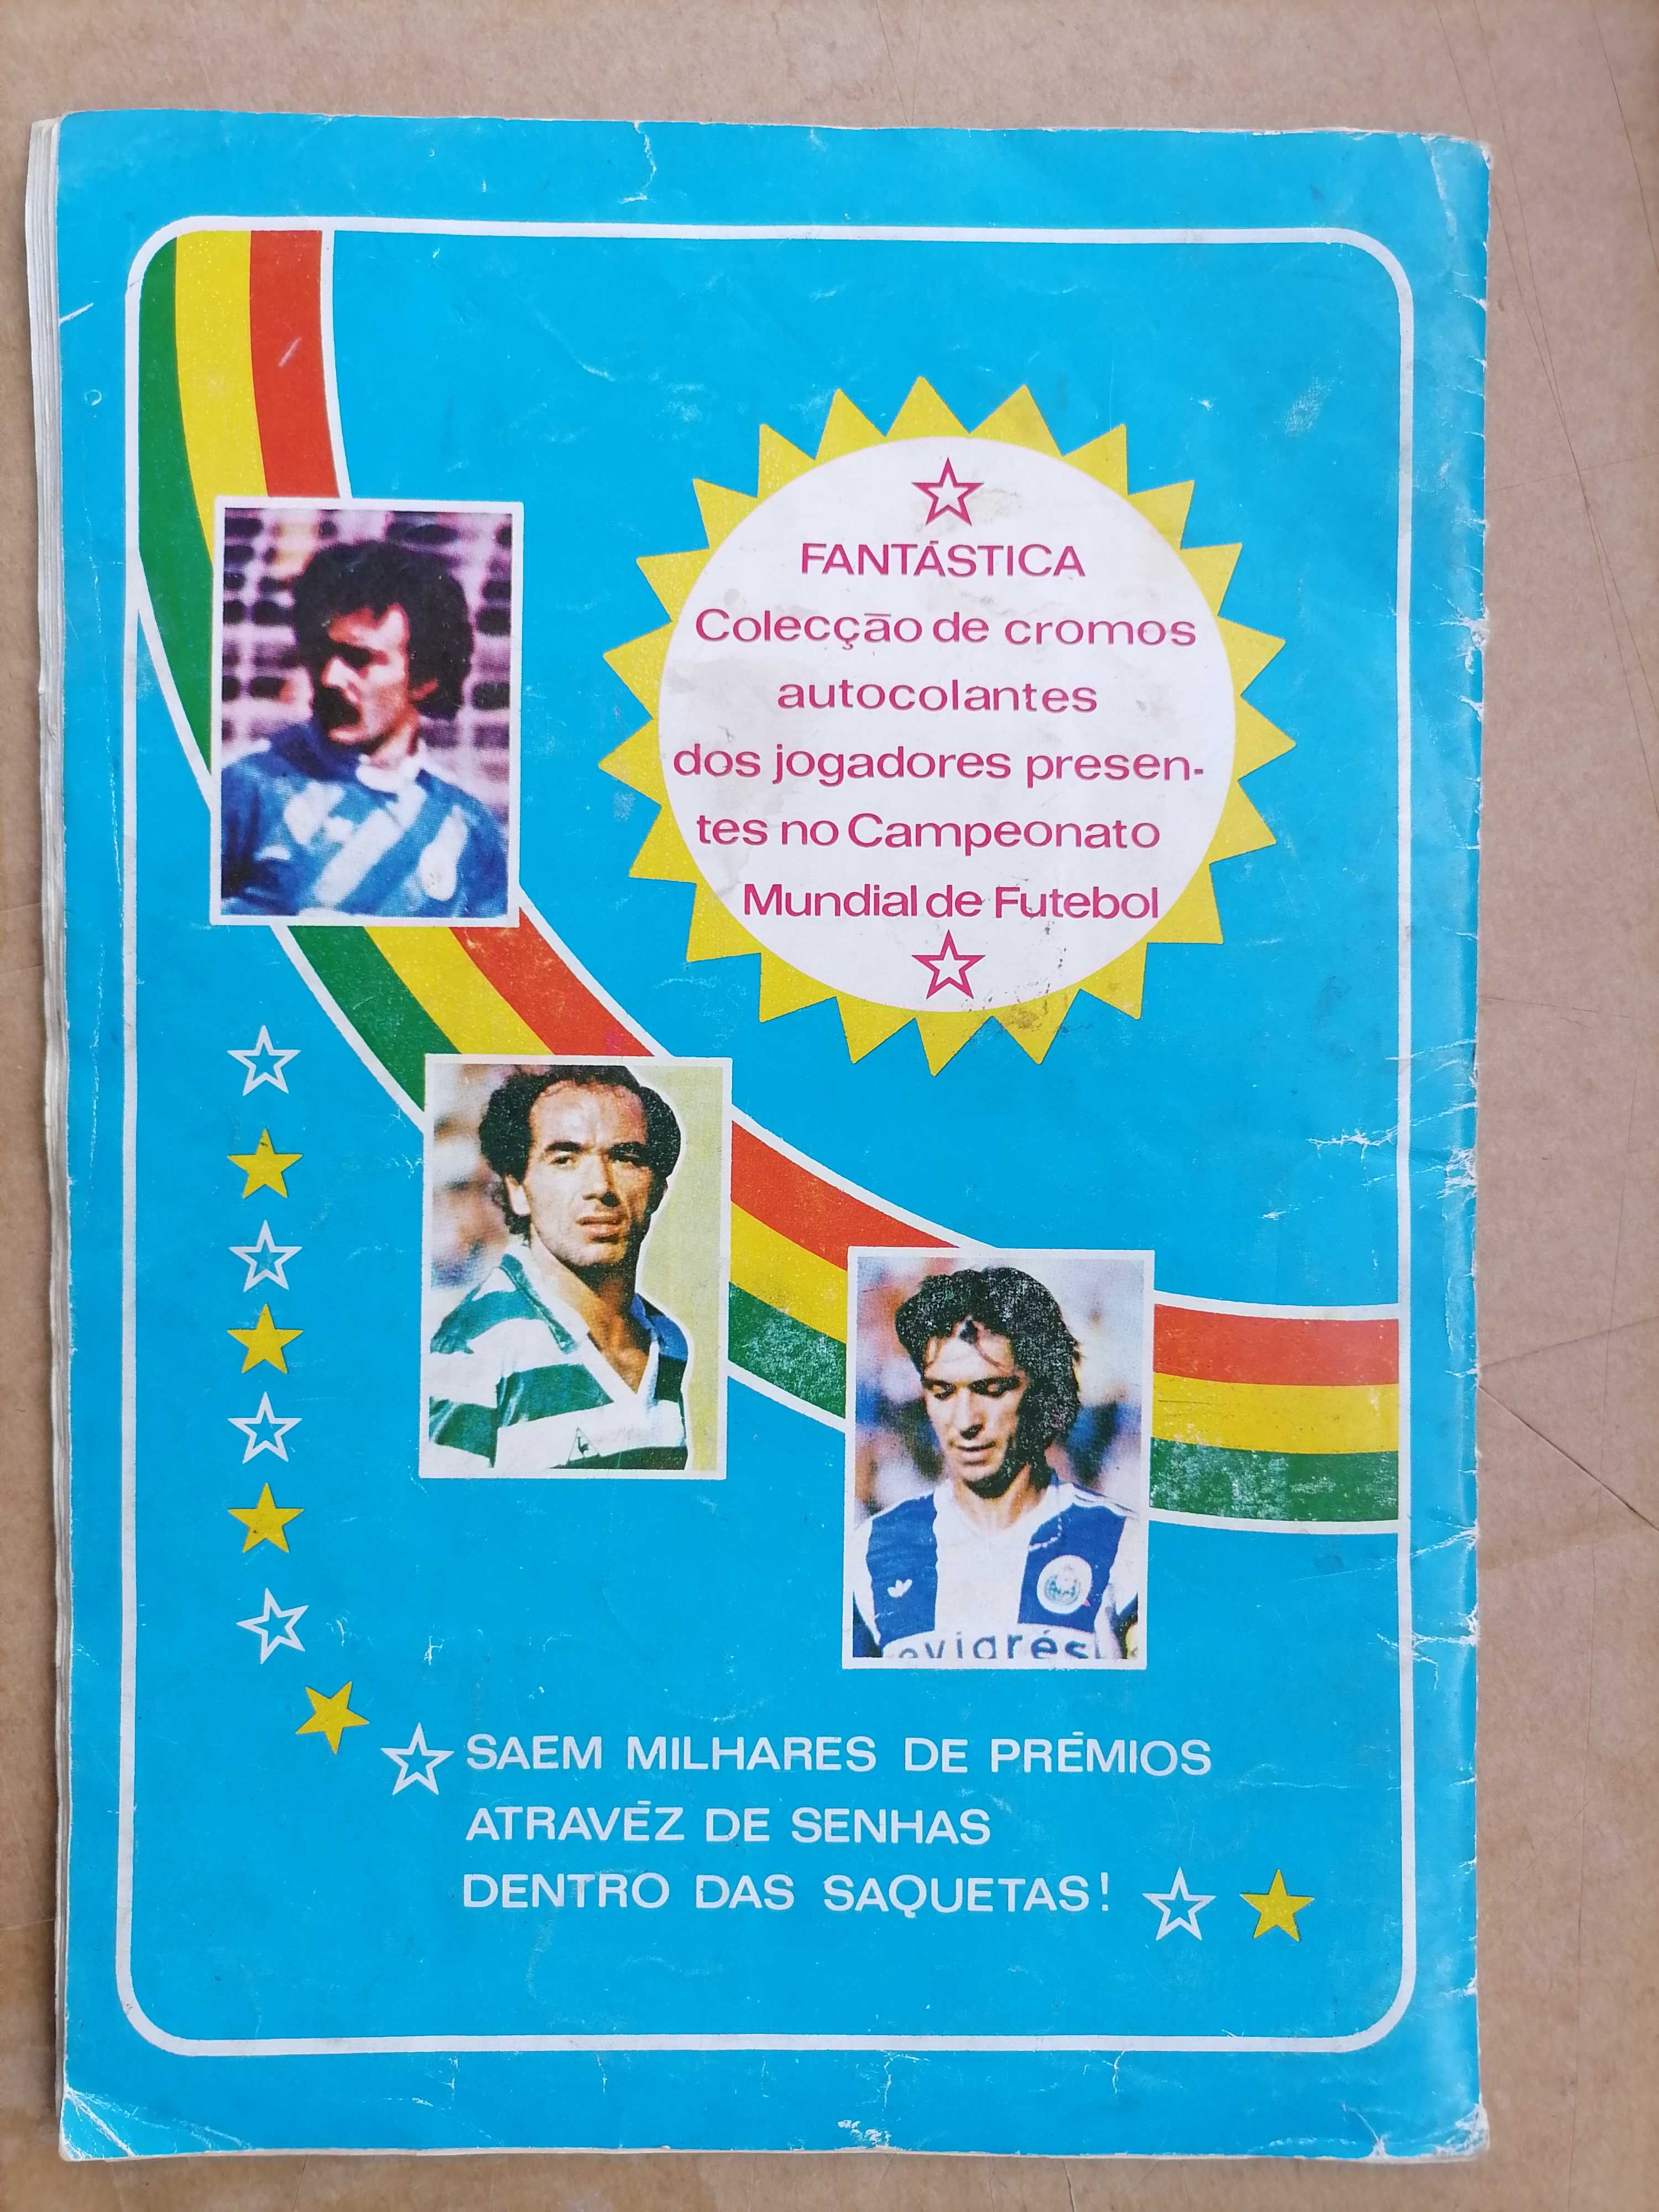 FANTÁSTICA
Colecção de cromos
autocolantes
dos jogadores presen-
tes no Campeonato
Mundial de Futebol
evigrés
SAEM MILHARES DE PRÉMIOS
ATRAVÉZ DE SENHAS
DENTRO DAS SAQUETAS!